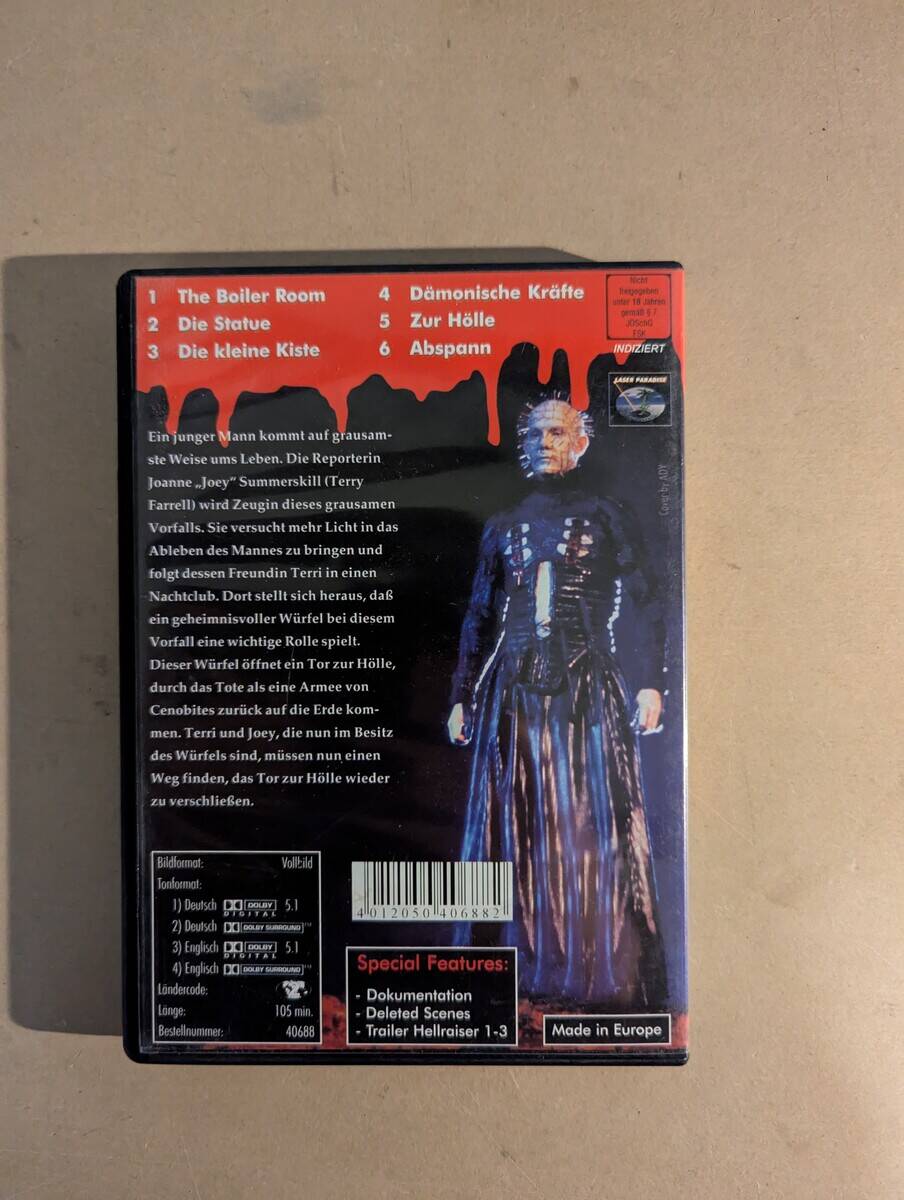 1 The Boiler Room
2 Die Statue
3 Die kleine Kiste
4 Dämonische Kräfte
5 Zur Hölle
6 Abspann
Nicht
freigegeben
unter 18 Jahren
gemäß § 7
JÖSchG
FSK
INDIZIERT
LASER PARADISE
Cover by ADY
Ein junger Mann kommt auf grausam-
ste Weise ums Leben. Die Reporterin
Joanne „Joey“ Summerskill (Terry
Farrell) wird Zeugin dieses grausamen
Vorfalls. Sie versucht mehr Licht in das
Ableben des Mannes zu bringen und
folgt dessen Freundin Terri in einen
Nachtclub. Dort stellt sich heraus, daß
ein geheimnisvoller Würfel bei diesem
Vorfall eine wichtige Rolle spielt.
Dieser Würfel öffnet ein Tor zur Hölle,
durch das Tote als eine Armee von
Cenobites zurück auf die Erde kom-
men. Terri und Joey, die nun im Besitz
des Würfels sind, müssen nun einen
Weg finden, das Tor zur Hölle wieder
zu verschließen.
Bildformat: Vollbild
Tonformat:
1) Deutsch DOLBY DIGITAL 5.1
2) Deutsch DOLBY SURROUND
3) Englisch DOLBY DIGITAL 5.1
4) Englisch DOLBY SURROUND
Ländercode:
Länge: 105 min.
Bestellnummer: 40688
4 012050 406882
Special Features:
- Dokumentation
- Deleted Scenes
- Trailer Hellraiser 1-3
Made in Europe